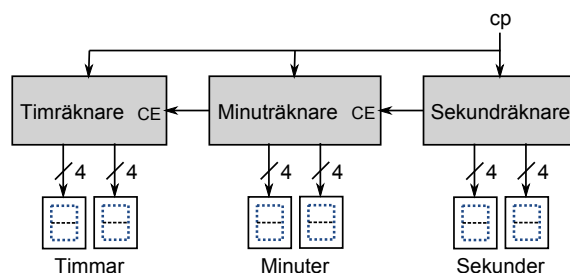 cp
Timräknare CE
Minuträknare CE
Sekundräknare
4 4 4 4 4 4
Timmar Minuter Sekunder